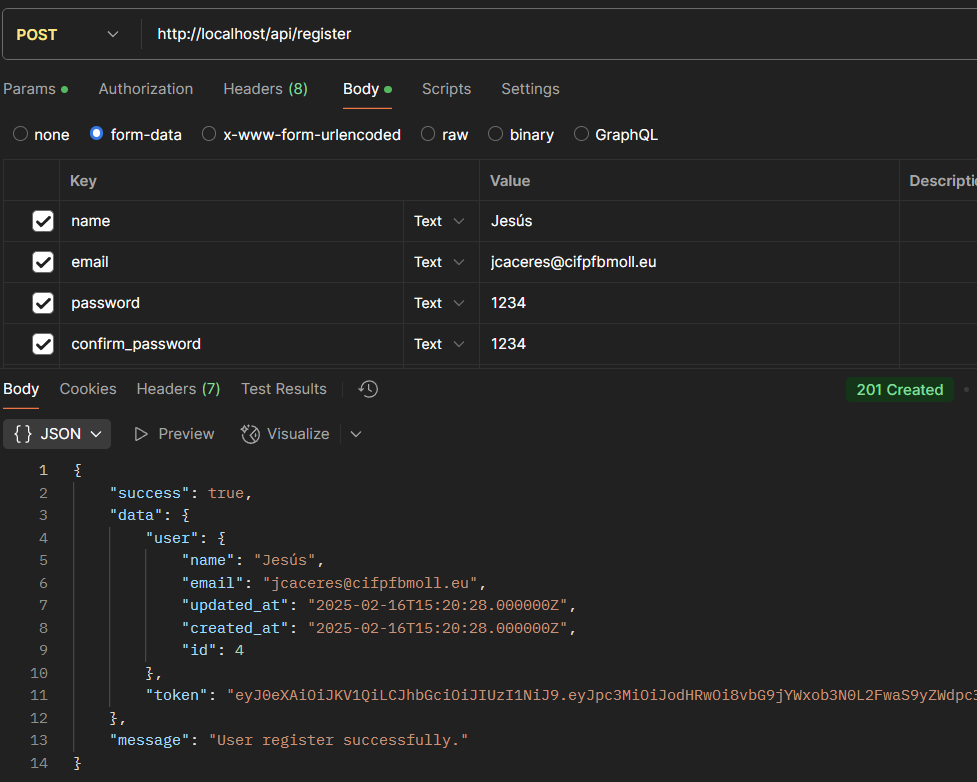 POST http://localhost/api/register
Params Authorization Headers (8) Body Scripts Settings
none form-data x-www-form-urlencoded raw binary GraphQL
Key Value Descripti
name Text Jesús
email Text jcaceres@cifpfbmoll.eu
password Text 1234
confirm_password Text 1234
Body Cookies Headers (7) Test Results 201 Created
{ } JSON Preview Visualize
1 {
2 "success": true,
3 "data": {
4 "user": {
5 "name": "Jesús",
6 "email": "jcaceres@cifpfbmoll.eu",
7 "updated_at": "2025-02-16T15:20:28.000000Z",
8 "created_at": "2025-02-16T15:20:28.000000Z",
9 "id": 4
10 },
11 "token": "eyJ0eXAiOiJKV1QiLCJhbGciOiJIUzI1NiJ9.eyJpc3MiOiJodHRwOi8vbG9jYWxob3N0L2FwaS9yZWdpc3
12 },
13 "message": "User register successfully."
14 }